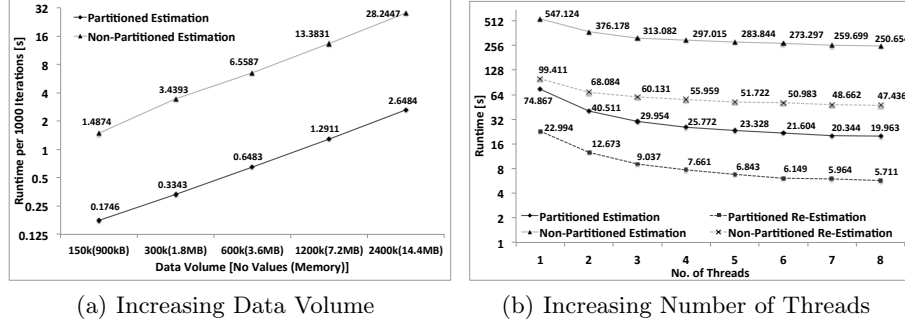 Runtime per 1000 Iterations [s]
32
16
8
4
2
1
0.5
0.25
0.125
Partitioned Estimation
Non-Partitioned Estimation
28.2447
13.3831
6.5587
3.4393
1.4874
2.6484
1.2911
0.6483
0.3343
0.1746
150k(900kB) 300k(1.8MB) 600k(3.6MB) 1200k(7.2MB) 2400k(14.4MB)
Data Volume [No Values (Memory)]
(a) Increasing Data Volume
Runtime [s]
512
256
128
64
32
16
8
4
2
1
547.124 376.178 313.082 297.015 283.844 273.297 259.699 250.654
99.411 68.084 60.131 55.959 51.722 50.983 48.662 47.436
74.867 40.511 29.954 25.772 23.328 21.604 20.344 19.963
22.994 12.673 9.037 7.661 6.843 6.149 5.964 5.711
Partitioned Estimation Partitioned Re-Estimation
Non-Partitioned Estimation Non-Partitioned Re-Estimation
1 2 3 4 5 6 7 8
No. of Threads
(b) Increasing Number of Threads